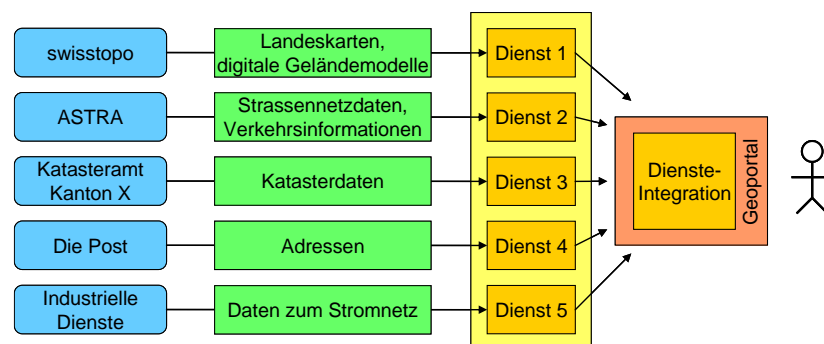 swisstopo
Landeskarten,
digitale Geländemodelle
Dienst 1
ASTRA
Strassennetzdaten,
Verkehrsinformationen
Dienst 2
Katasteramt
Kanton X
Katasterdaten
Dienst 3
Die Post
Adressen
Dienst 4
Industrielle
Dienste
Daten zum Stromnetz
Dienst 5
Dienste-
Integration
Geoportal